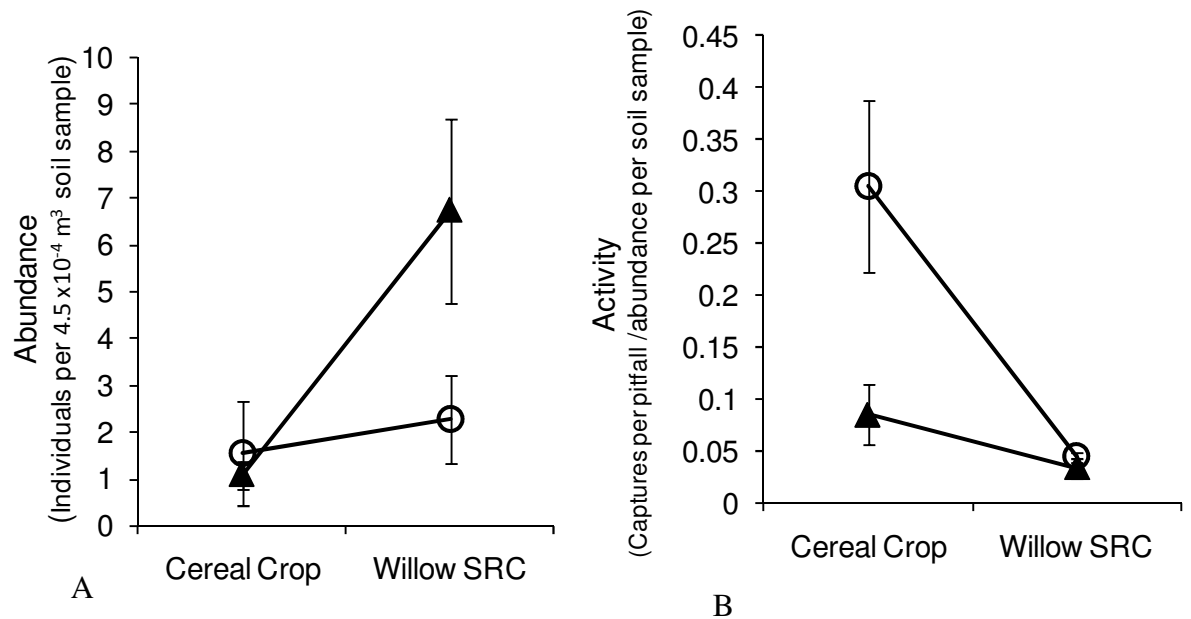 Abundance
(Individuals per 4.5 x10⁻⁴ m³ soil sample)
10
9
8
7
6
5
4
3
2
1
0
Cereal Crop
Willow SRC
A
Activity
(Captures per pitfall /abundance per soil sample)
0.45
0.4
0.35
0.3
0.25
0.2
0.15
0.1
0.05
0
Cereal Crop
Willow SRC
B